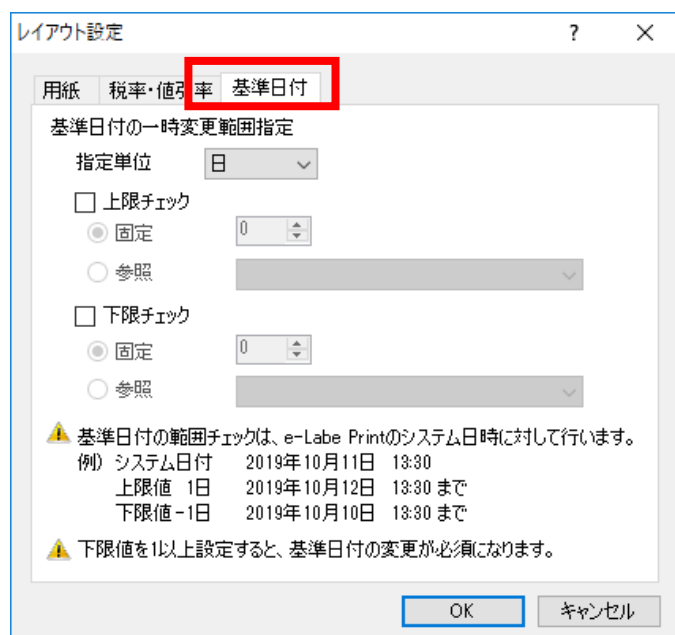 レイアウト設定
用紙 税率・値引率 基準日付
基準日付の一時変更範囲指定
指定単位 日
上限チェック
固定 0
参照
下限チェック
固定 0
参照
基準日付の範囲チェックは、e-Labe Printのシステム日時に対して行います。
例) システム日付 2019年10月11日 13:30
上限値 1日 2019年10月12日 13:30 まで
下限値-1日 2019年10月10日 13:30 まで
下限値を1以上設定すると、基準日付の変更が必須になります。
OK キャンセル